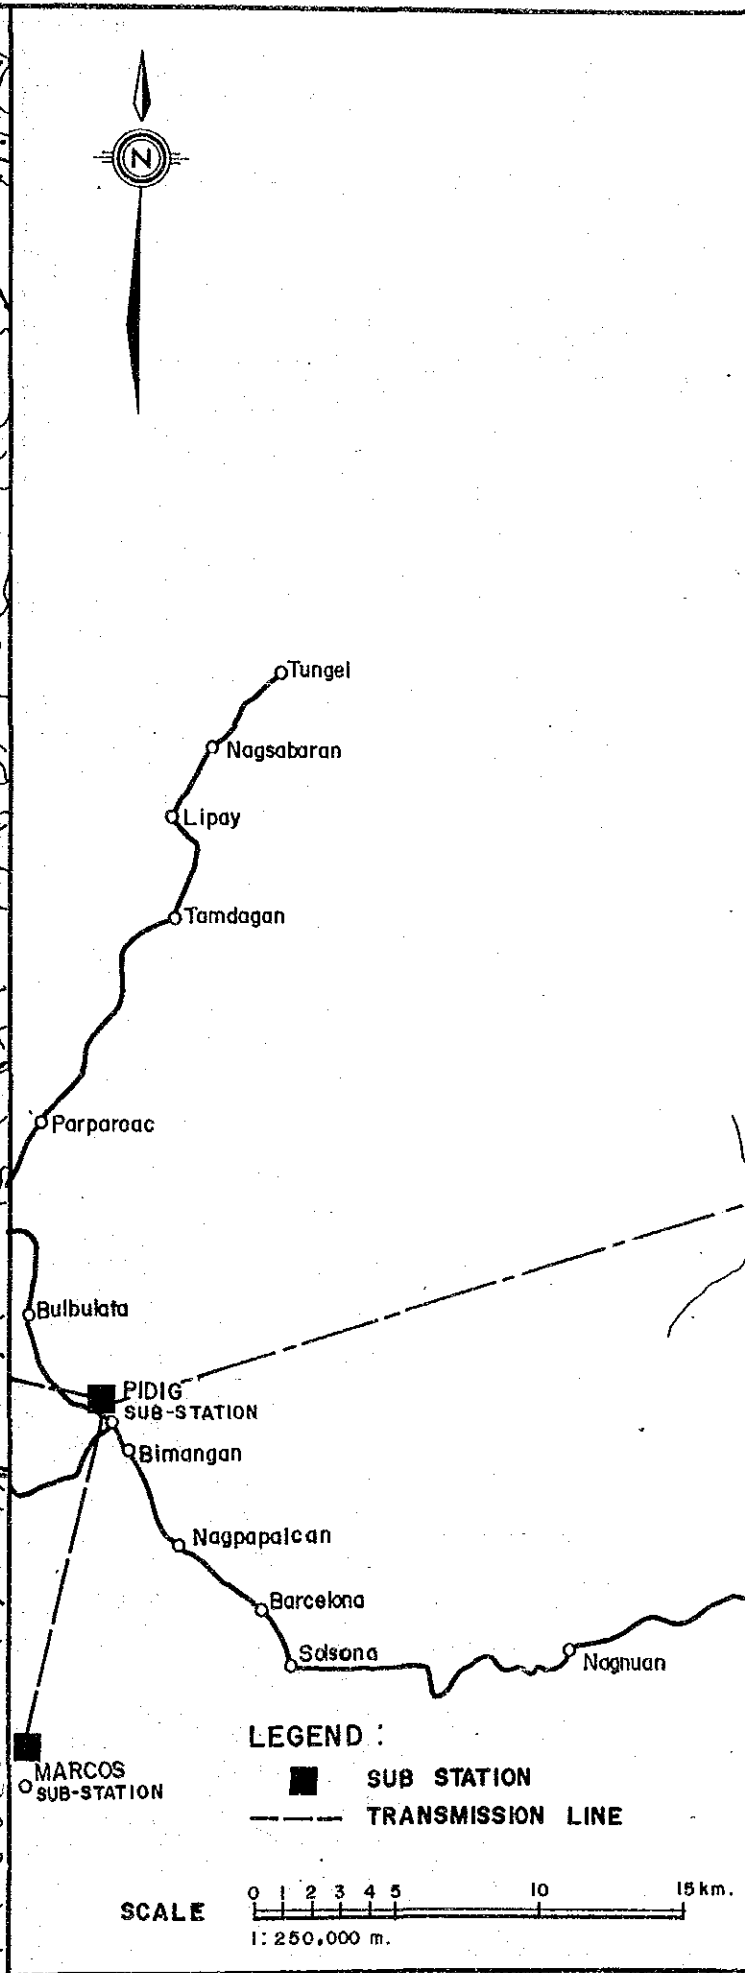 N
Tungel
Nagsabaran
Lipay
Tamdagan
Parparoac
Bulbulata
PIDIG
SUB-STATION
Bimangan
Nagpapalcan
Barcelona
Solsona
Nagnuan
LEGEND :
MARCOS
SUB-STATION
SUB STATION
TRANSMISSION LINE
SCALE
0 1 2 3 4 5 10 15 km.
1: 250,000 m.